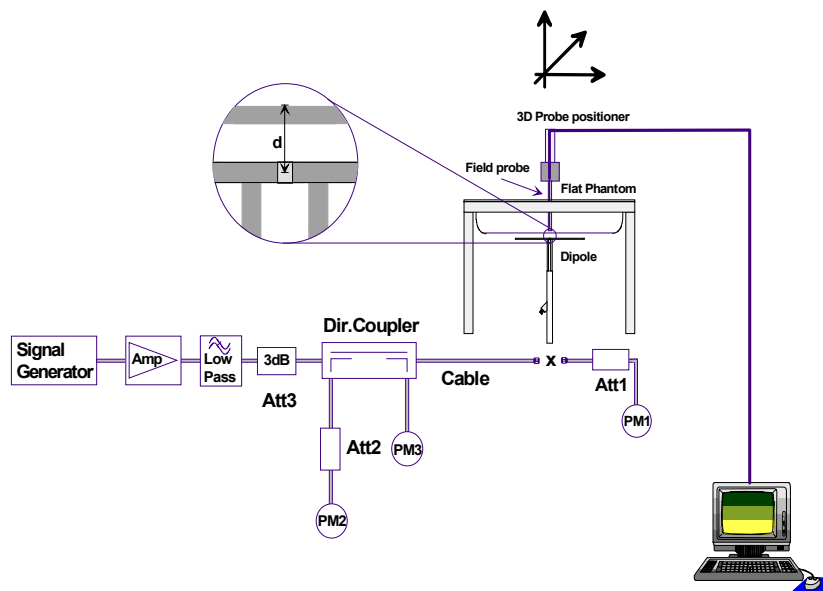 3D Probe positioner
d
Field probe
Flat Phantom
Dipole
Dir.Coupler
Signal
Generator
Amp
Low
Pass
3dB
Cable
x
Att1
Att3
PM1
Att2
PM3
PM2